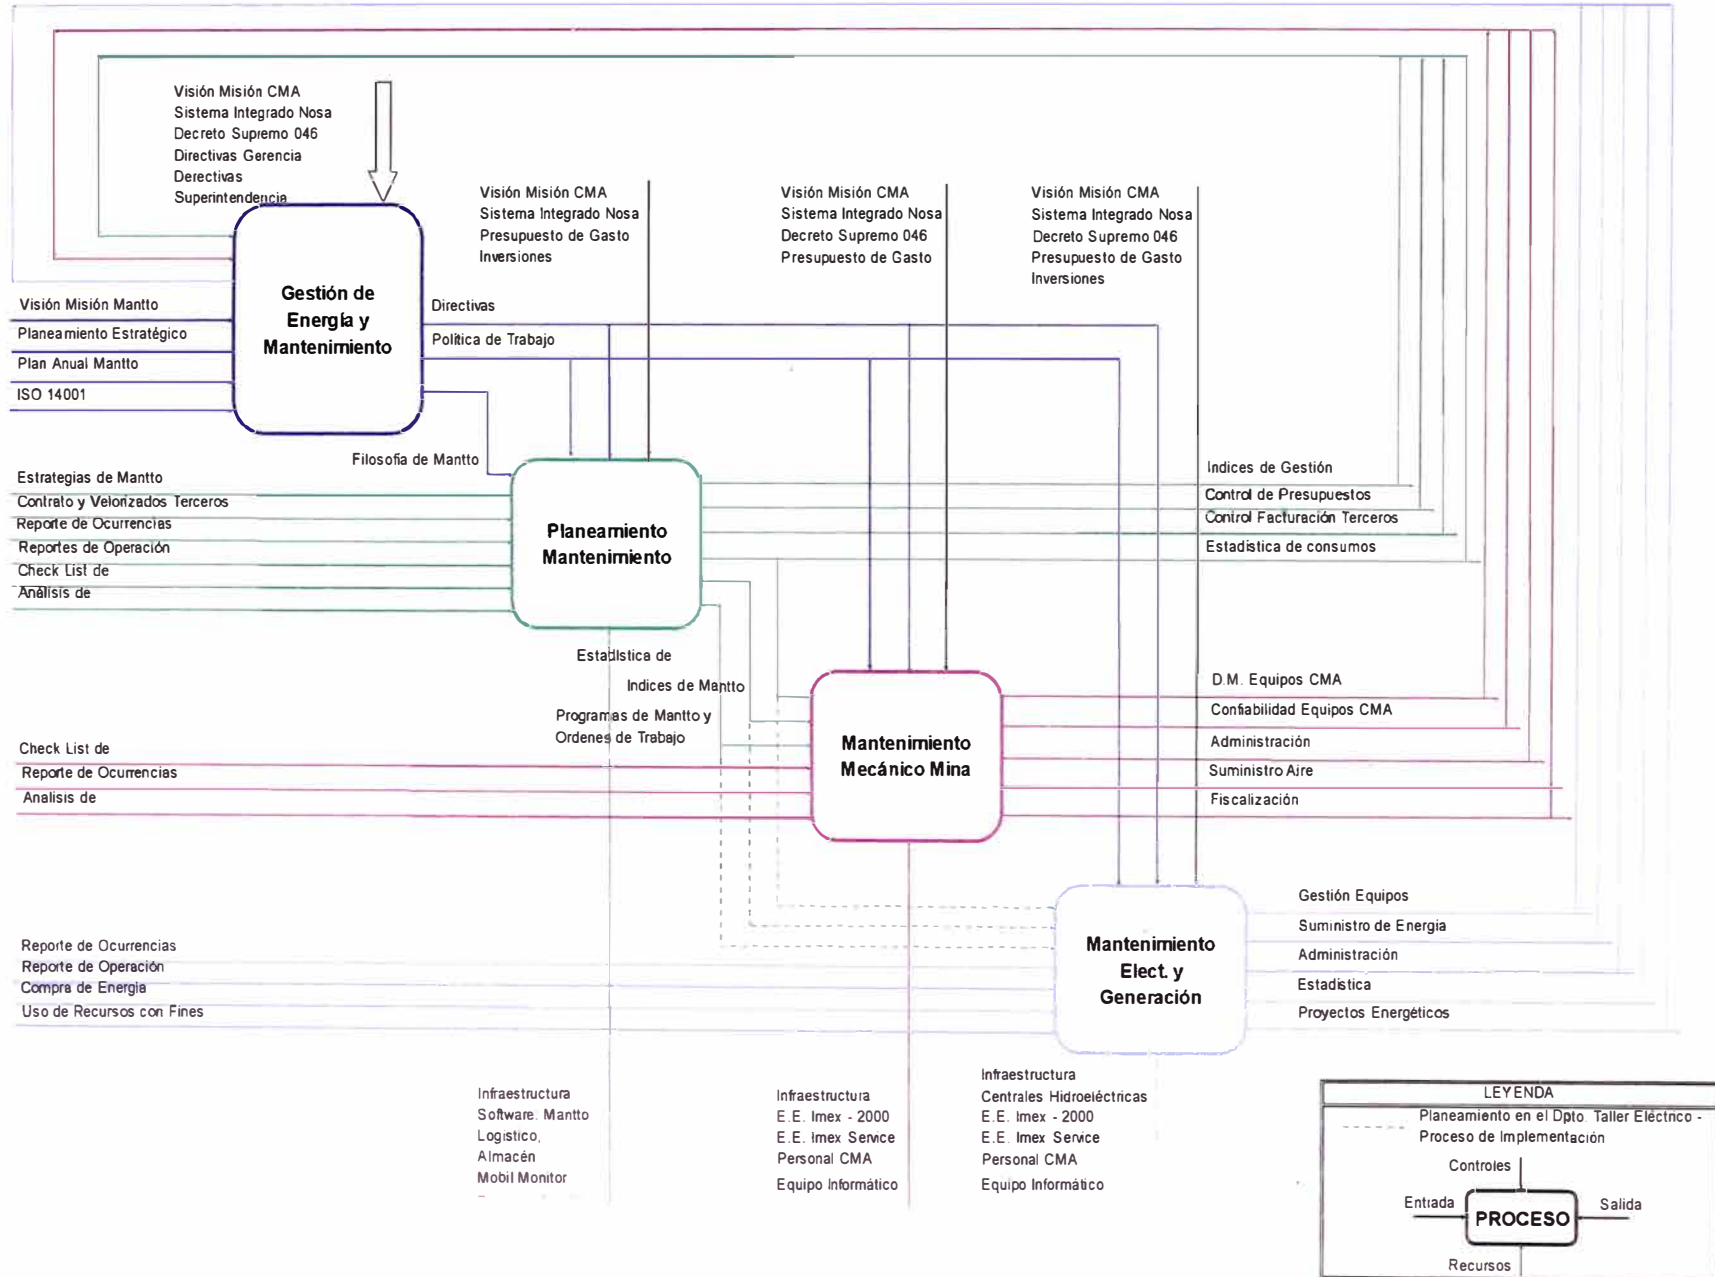 Visión Misión CMA
Sistema Integrado Nosa
Decreto Supremo 046
Directivas Gerencia
Derectivas
Superintendencia
Visión Misión CMA
Sistema Integrado Nosa
Presupuesto de Gasto
Inversiones
Visión Misión CMA
Sistema Integrado Nosa
Decreto Supremo 046
Presupuesto de Gasto
Visión Misión CMA
Sistema Integrado Nosa
Decreto Supremo 046
Presupuesto de Gasto
Inversiones
Gestión de
Energía y
Mantenimiento
Visión Misión Mantto
Planeamiento Estratégico
Plan Anual Mantto
ISO 14001
Directivas
Política de Trabajo
Filosofía de Mantto
Estrategias de Mantto
Contrato y Velorizados Terceros
Reporte de Ocurrencias
Reportes de Operación
Check List de
Análisis de
Planeamiento
Mantenimiento
Indices de Gestión
Control de Presupuestos
Control Facturación Terceros
Estadística de consumos
Estadística de
Indices de Mantto
Programas de Mantto y
Ordenes de Trabajo
Mantenimiento
Mecánico Mina
D.M. Equipos CMA
Confiabilidad Equipos CMA
Administración
Suministro Aire
Fiscalización
Check List de
Reporte de Ocurrencias
Analisis de
Mantenimiento
Elect. y
Generación
Gestión Equipos
Suministro de Energía
Administración
Estadística
Proyectos Energéticos
Reporte de Ocurrencias
Reporte de Operación
Compra de Energía
Uso de Recursos con Fines
Infraestructura
Software: Mantto
Logístico,
Almacén
Mobil Monitor
Infraestructura
E.E. Imex - 2000
E.E. Imex Service
Personal CMA
Equipo Informático
Infraestructura
Centrales Hidroeléctricas
E.E. Imex - 2000
E.E. Imex Service
Personal CMA
Equipo Informático
LEYENDA
Planeamiento en el Dpto. Taller Eléctrico -
Proceso de Implementación
Controles
Entrada
PROCESO
Salida
Recursos